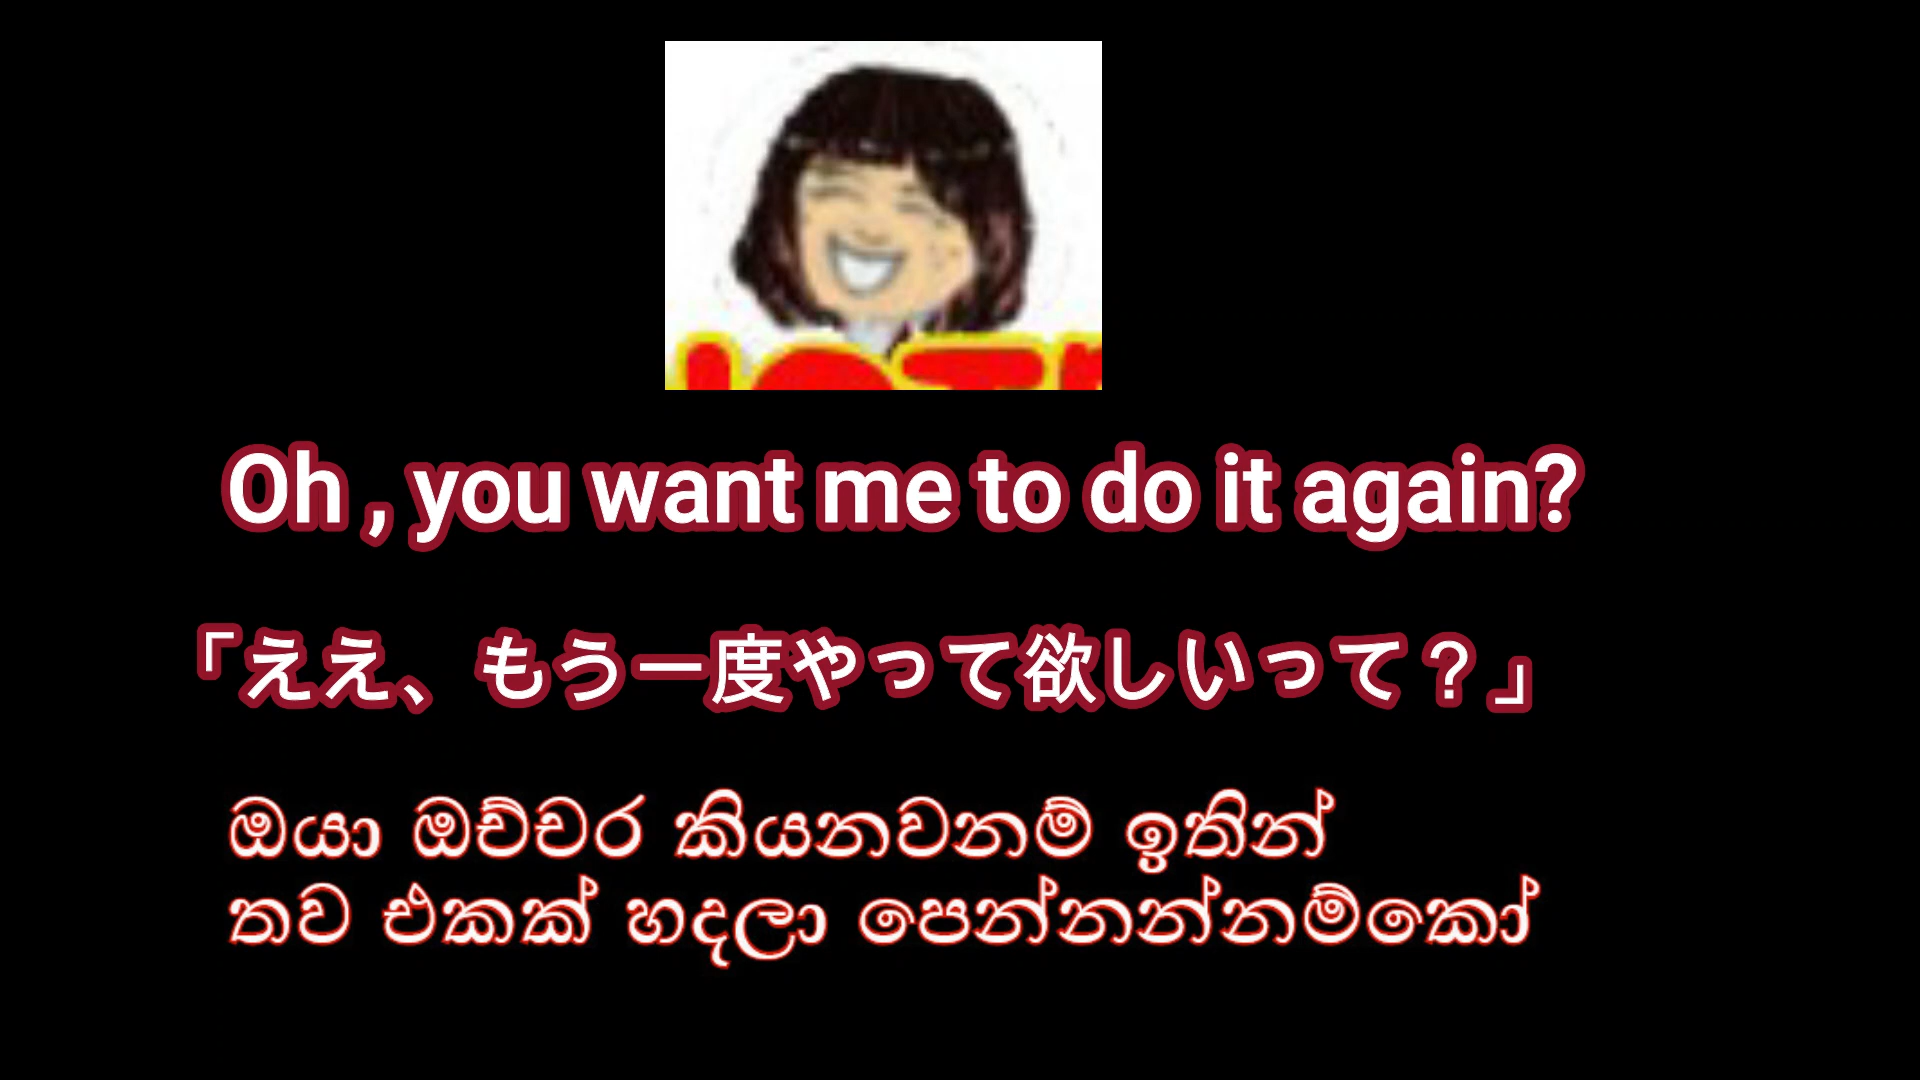 Oh , you want me to do it again?
「ええ、もう一度やって欲しいって？」
ඔයා ඔච්චර කියනවනම් ඉතින්
තව එකක් හදලා පෙන්නන්නම්කෝ